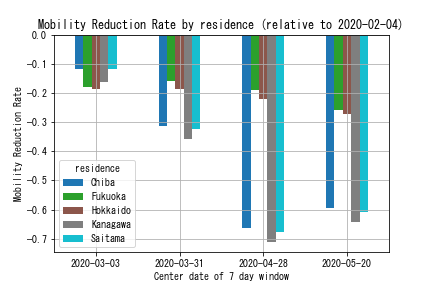 Mobility Reduction Rate by residence (relative to 2020-02-04)
0.0
−0.1
−0.2
−0.3
−0.4
−0.5
−0.6
−0.7
Mobility Reduction Rate
residence
Chiba
Fukuoka
Hokkaido
Kanagawa
Saitama
2020-03-03 2020-03-31 2020-04-28 2020-05-20
Center date of 7 day window